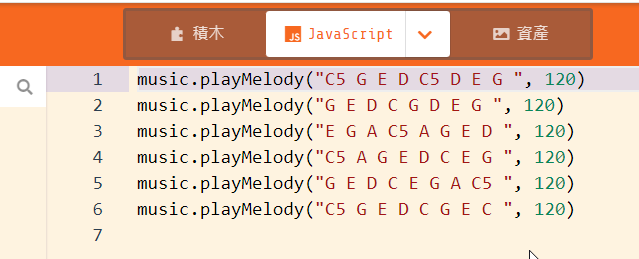 積木
JS JavaScript
資產
1 music.playMelody("C5 G E D C5 D E G ", 120)
2 music.playMelody("G E D C G D E G ", 120)
3 music.playMelody("E G A C5 A G E D ", 120)
4 music.playMelody("C5 A G E D C E G ", 120)
5 music.playMelody("G E D C E G A C5 ", 120)
6 music.playMelody("C5 G E D C G E C ", 120)
7